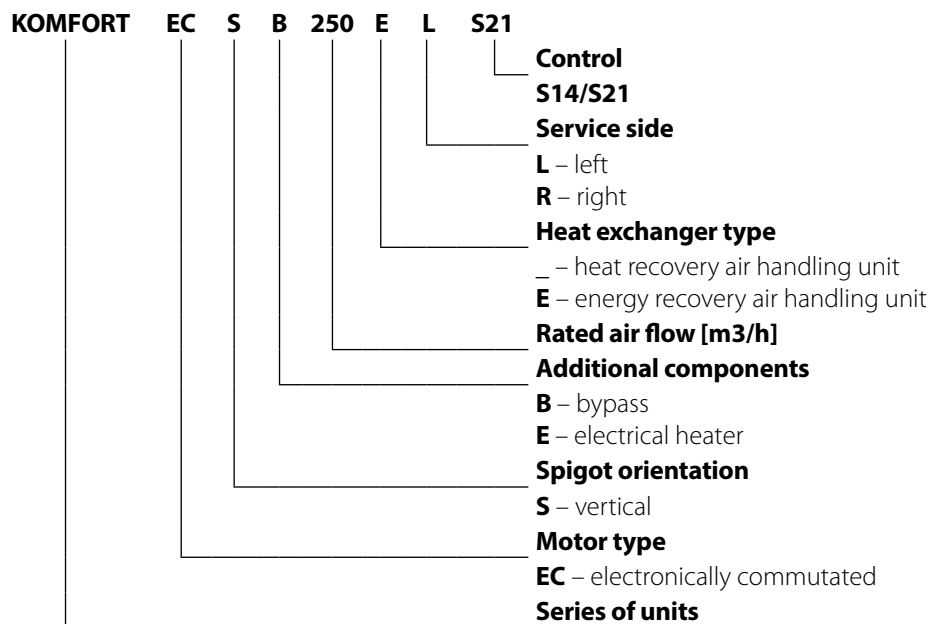 KOMFORT EC S B 250 E L S21
Control
S14/S21
Service side
L – left
R – right
Heat exchanger type
_ – heat recovery air handling unit
E – energy recovery air handling unit
Rated air flow [m3/h]
Additional components
B – bypass
E – electrical heater
Spigot orientation
S – vertical
Motor type
EC – electronically commutated
Series of units